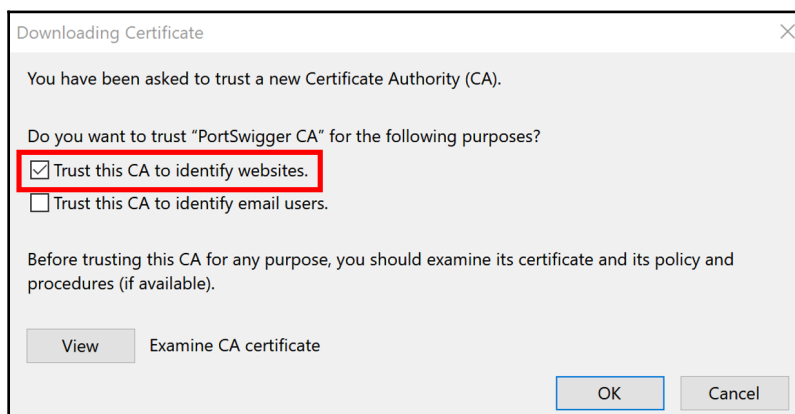 Downloading Certificate
You have been asked to trust a new Certificate Authority (CA).
Do you want to trust “PortSwigger CA” for the following purposes?
Trust this CA to identify websites.
Trust this CA to identify email users.
Before trusting this CA for any purpose, you should examine its certificate and its policy and
procedures (if available).
View Examine CA certificate
OK Cancel